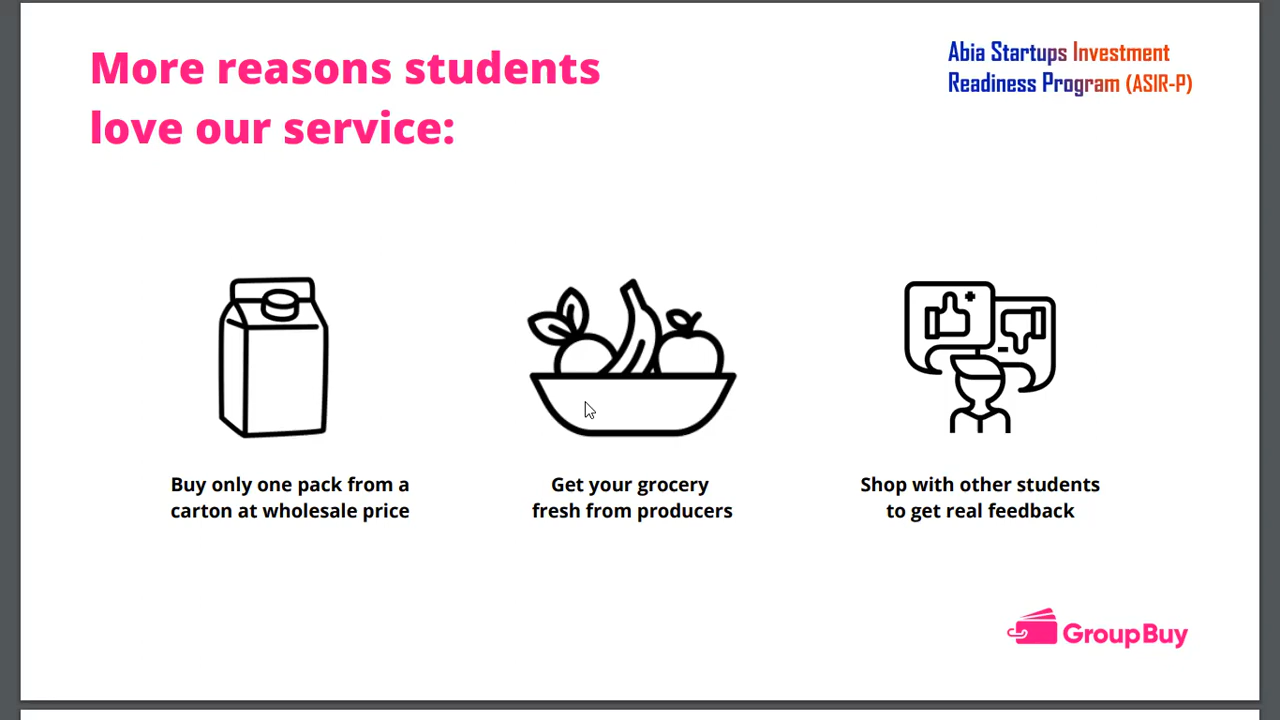 More reasons students
love our service:
Abia Startups Investment
Readiness Program (ASIR-P)
Buy only one pack from a
carton at wholesale price
Get your grocery
fresh from producers
Shop with other students
to get real feedback
GroupBuy